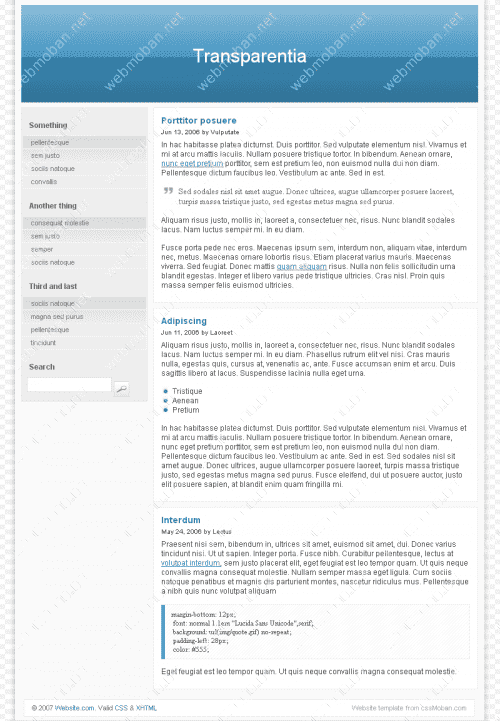 webmoban.net webmoban.net webmoban.net webmoban.net
Transparentia
Something
pellentesque
sem justo
sociis natoque
convallis
Another thing
consequat molestie
sem justo
semper
sociis natoque
Third and last
sociis natoque
magna sed purus
pellentesque
tincidunt
Search
Porttitor posuere
Jun 13, 2006 by Vulputate
In hac habitasse platea dictumst. Duis porttitor. Sed vulputate elementum nisl. Vivamus et
mi at arcu mattis iaculis. Nullam posuere tristique tortor. In bibendum. Aenean ornare,
nunc eget pretium porttitor, sem est pretium leo, non euismod nulla dui non diam.
Pellentesque dictum faucibus leo. Vestibulum ac ante. Sed in est.
Sed sodales nisl sit amet augue. Donec ultrices, augue ullamcorper posuere laoreet,
turpis massa tristique justo, sed egestas metus magna sed purus.
Aliquam risus justo, mollis in, laoreet a, consectetuer nec, risus. Nunc blandit sodales
lacus. Nam luctus semper mi. In eu diam.
Fusce porta pede nec eros. Maecenas ipsum sem, interdum non, aliquam vitae, interdum
nec, metus. Maecenas ornare lobortis risus. Etiam placerat varius mauris. Maecenas
viverra. Sed feugiat. Donec mattis quam aliquam risus. Nulla non felis sollicitudin urna
blandit egestas. Integer et libero varius pede tristique ultricies. Cras nisl. Proin quis
massa semper felis euismod ultricies.
Adipiscing
Jun 11, 2006 by Laoreet
Aliquam risus justo, mollis in, laoreet a, consectetuer nec, risus. Nunc blandit sodales
lacus. Nam luctus semper mi. In eu diam. Phasellus rutrum elit vel nisi. Cras mauris
nulla, egestas quis, cursus at, venenatis ac, ante. Fusce accumsan enim et arcu. Duis
sagittis libero at lacus. Suspendisse lacinia nulla eget urna.
Tristique
Aenean
Pretium
In hac habitasse platea dictumst. Duis porttitor. Sed vulputate elementum nisi. Vivamus et
mi at arcu mattis iaculis. Nullam posuere tristique tortor. In bibendum. Aenean ornare,
nunc eget pretium porttitor, sem est pretium leo, non euismod nulla dui non diam.
Pellentesque dictum faucibus leo. Vestibulum ac ante. Sed in est. Sed sodales nisl sit
amet augue. Donec ultrices, augue ullamcorper posuere laoreet, turpis massa tristique
justo, sed egestas metus magna sed purus. Fusce eleifend, dui ut posuere auctor, justo
elit posuere sapien, at blandit enim quam fringilla mi.
Interdum
May 24, 2006 by Lectus
Praesent nisi sem, bibendum in, ultrices sit amet, euismod sit amet, dui. Donec varius
tincidunt nisi. Ut ut sapien. Integer porta. Fusce nibh. Curabitur pellentesque, lectus at
volutpat interdum, sem justo placerat elit, eget feugiat leo tempor quam. Ut quis neque
convallis magna consequat molestie. Nullam semper massa eget ligula. Cum sociis
natoque penatibus et magnis dis parturient montes, nascetur ridiculus mus. Pellentesque
a nibh quis nunc volutpat aliquam
margin-bottom: 12px;
font: normal 1.1em "Lucida Sans Unicode",serif;
background: url(img/quote.gif) no-repeat;
padding-left: 28px;
color: #555;
Eget feugiat est leo tempor quam. Ut quis neque convallis magna consequat molestie.
© 2007 Website.com. Valid CSS & XHTML
Website template from cssMoban.com